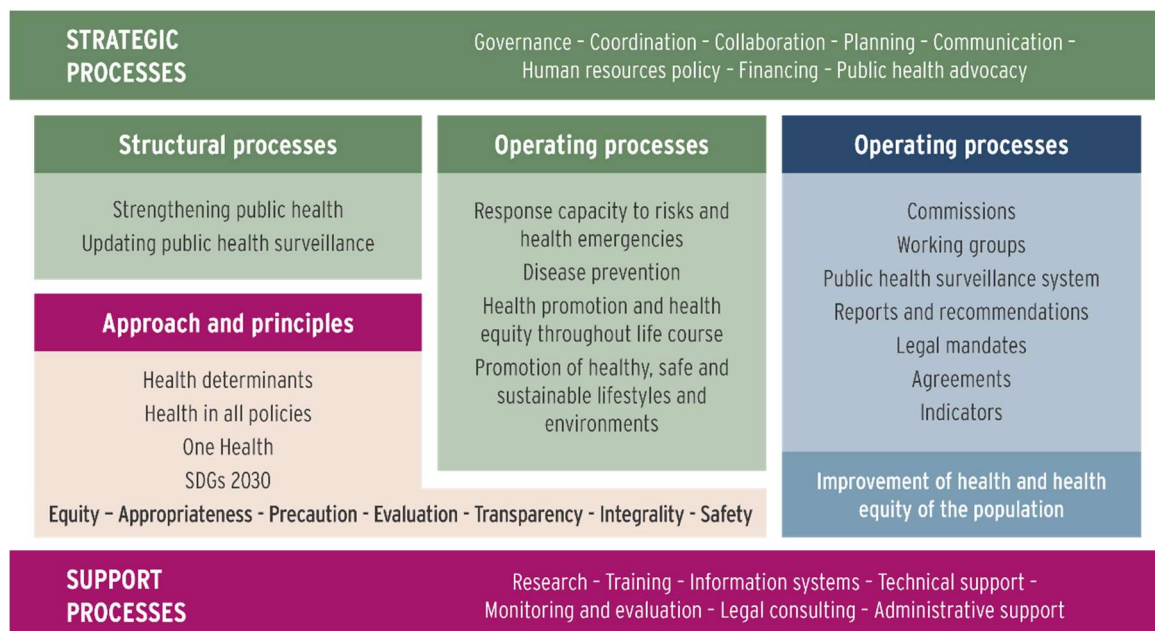 STRATEGIC
PROCESSES
Governance – Coordination – Collaboration – Planning – Communication –
Human resources policy – Financing – Public health advocacy
Structural processes
Strengthening public health
Updating public health surveillance
Approach and principles
Health determinants
Health in all policies
One Health
SDGs 2030
Equity – Appropriateness - Precaution - Evaluation - Transparency - Integrality - Safety
Operating processes
Response capacity to risks and
health emergencies
Disease prevention
Health promotion and health
equity throughout life course
Promotion of healthy, safe and
sustainable lifestyles and
environments
Operating processes
Commissions
Working groups
Public health surveillance system
Reports and recommendations
Legal mandates
Agreements
Indicators
Improvement of health and health
equity of the population
SUPPORT
PROCESSES
Research – Training – Information systems – Technical support –
Monitoring and evaluation – Legal consulting – Administrative support